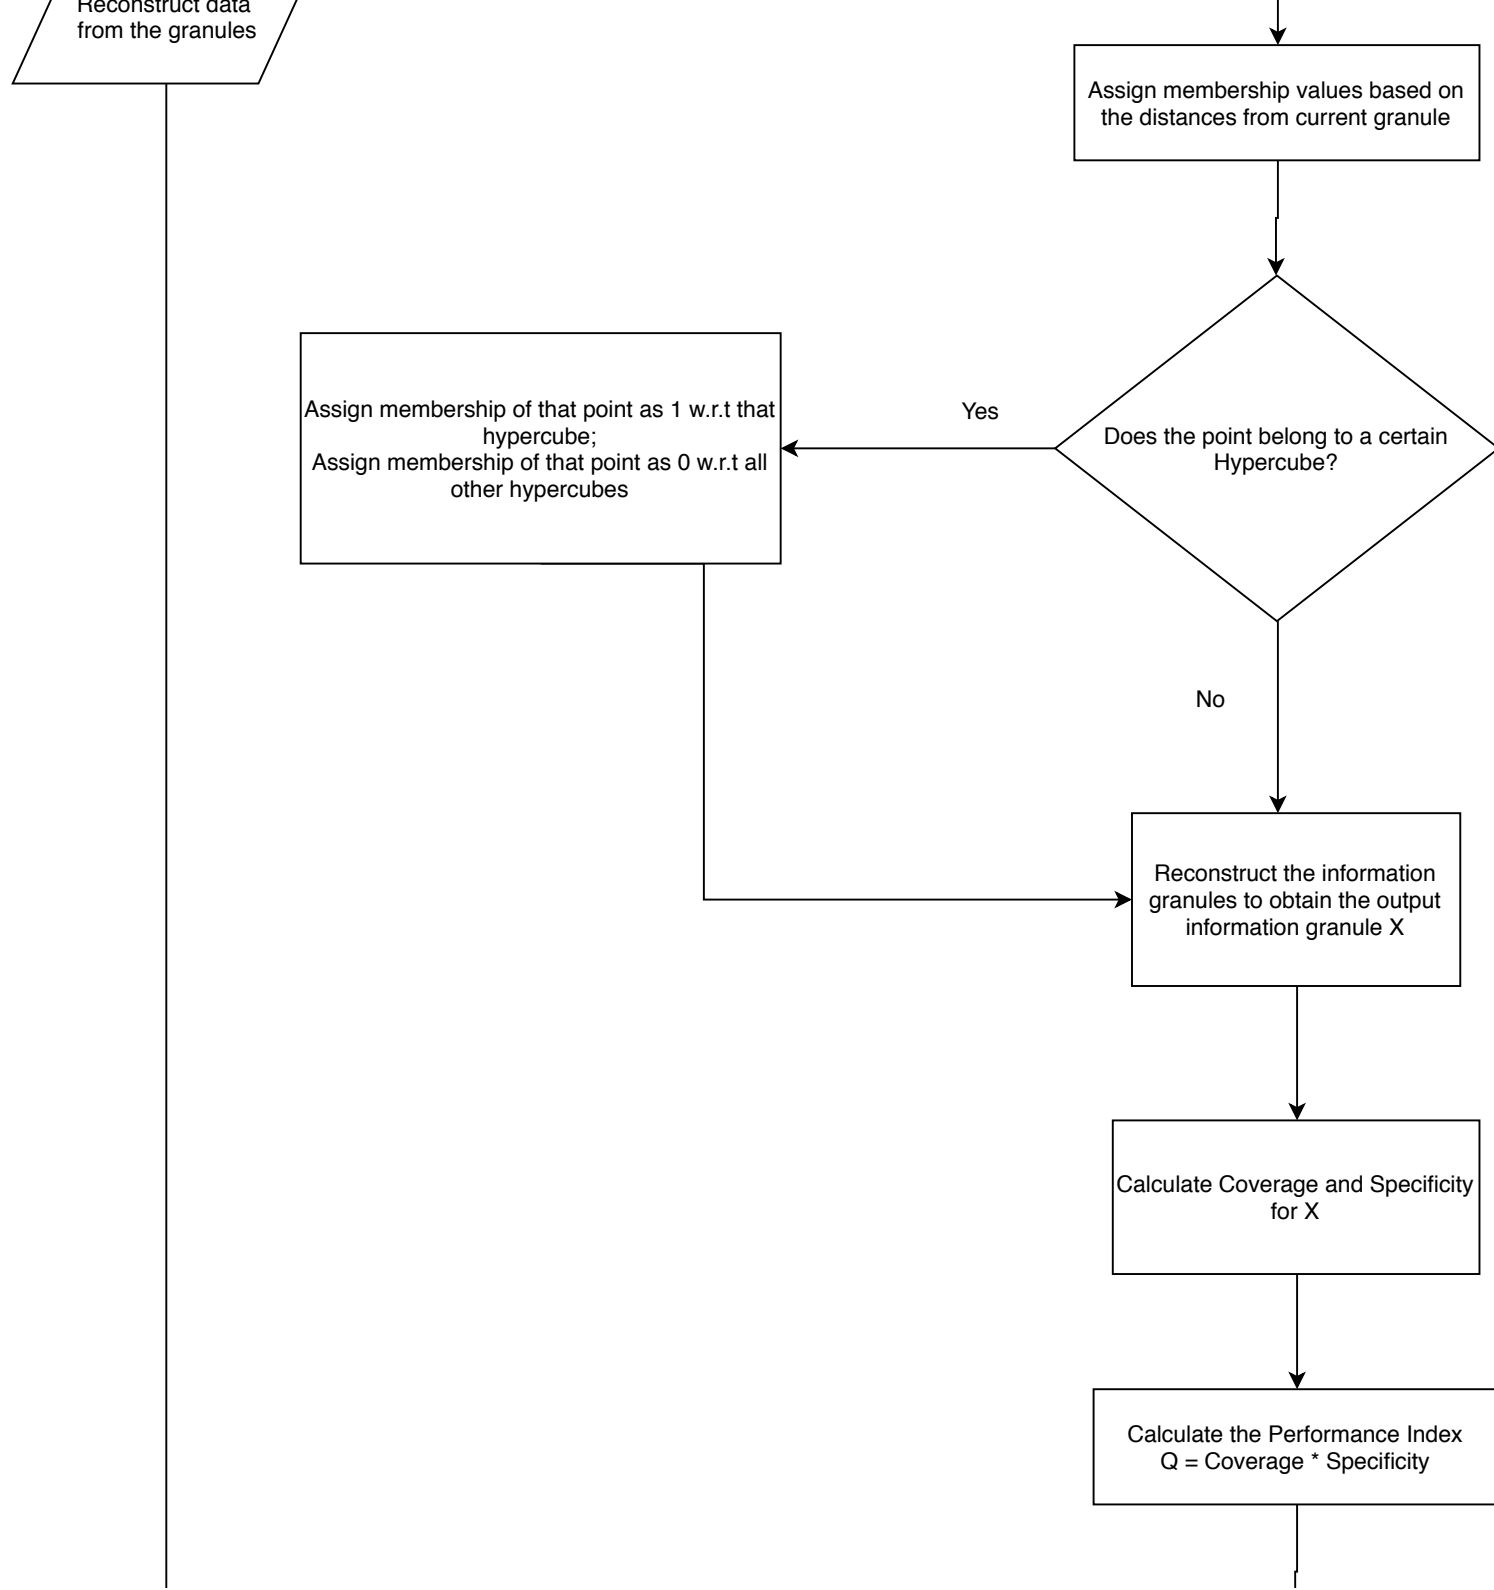 Reconstruct data
from the granules
Assign membership values based on
the distances from current granule
Does the point belong to a certain
Hypercube?
Yes
Assign membership of that point as 1 w.r.t that
hypercube;
Assign membership of that point as 0 w.r.t all
other hypercubes
No
Reconstruct the information
granules to obtain the output
information granule X
Calculate Coverage and Specificity
for X
Calculate the Performance Index
Q = Coverage * Specificity